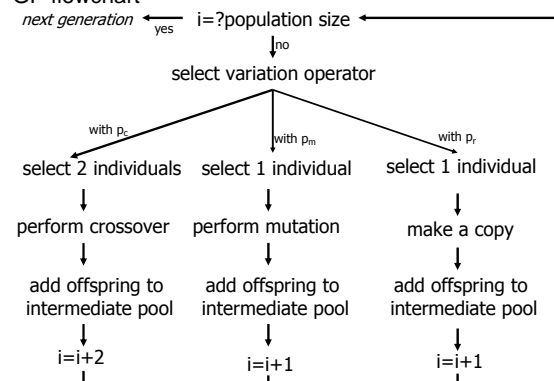 GP flowchart
next generation
yes
i=?population size
no
select variation operator
with pc
with pm
with pr
select 2 individuals
select 1 individual
select 1 individual
perform crossover
perform mutation
make a copy
add offspring to
intermediate pool
add offspring to
intermediate pool
add offspring to
intermediate pool
i=i+2
i=i+1
i=i+1